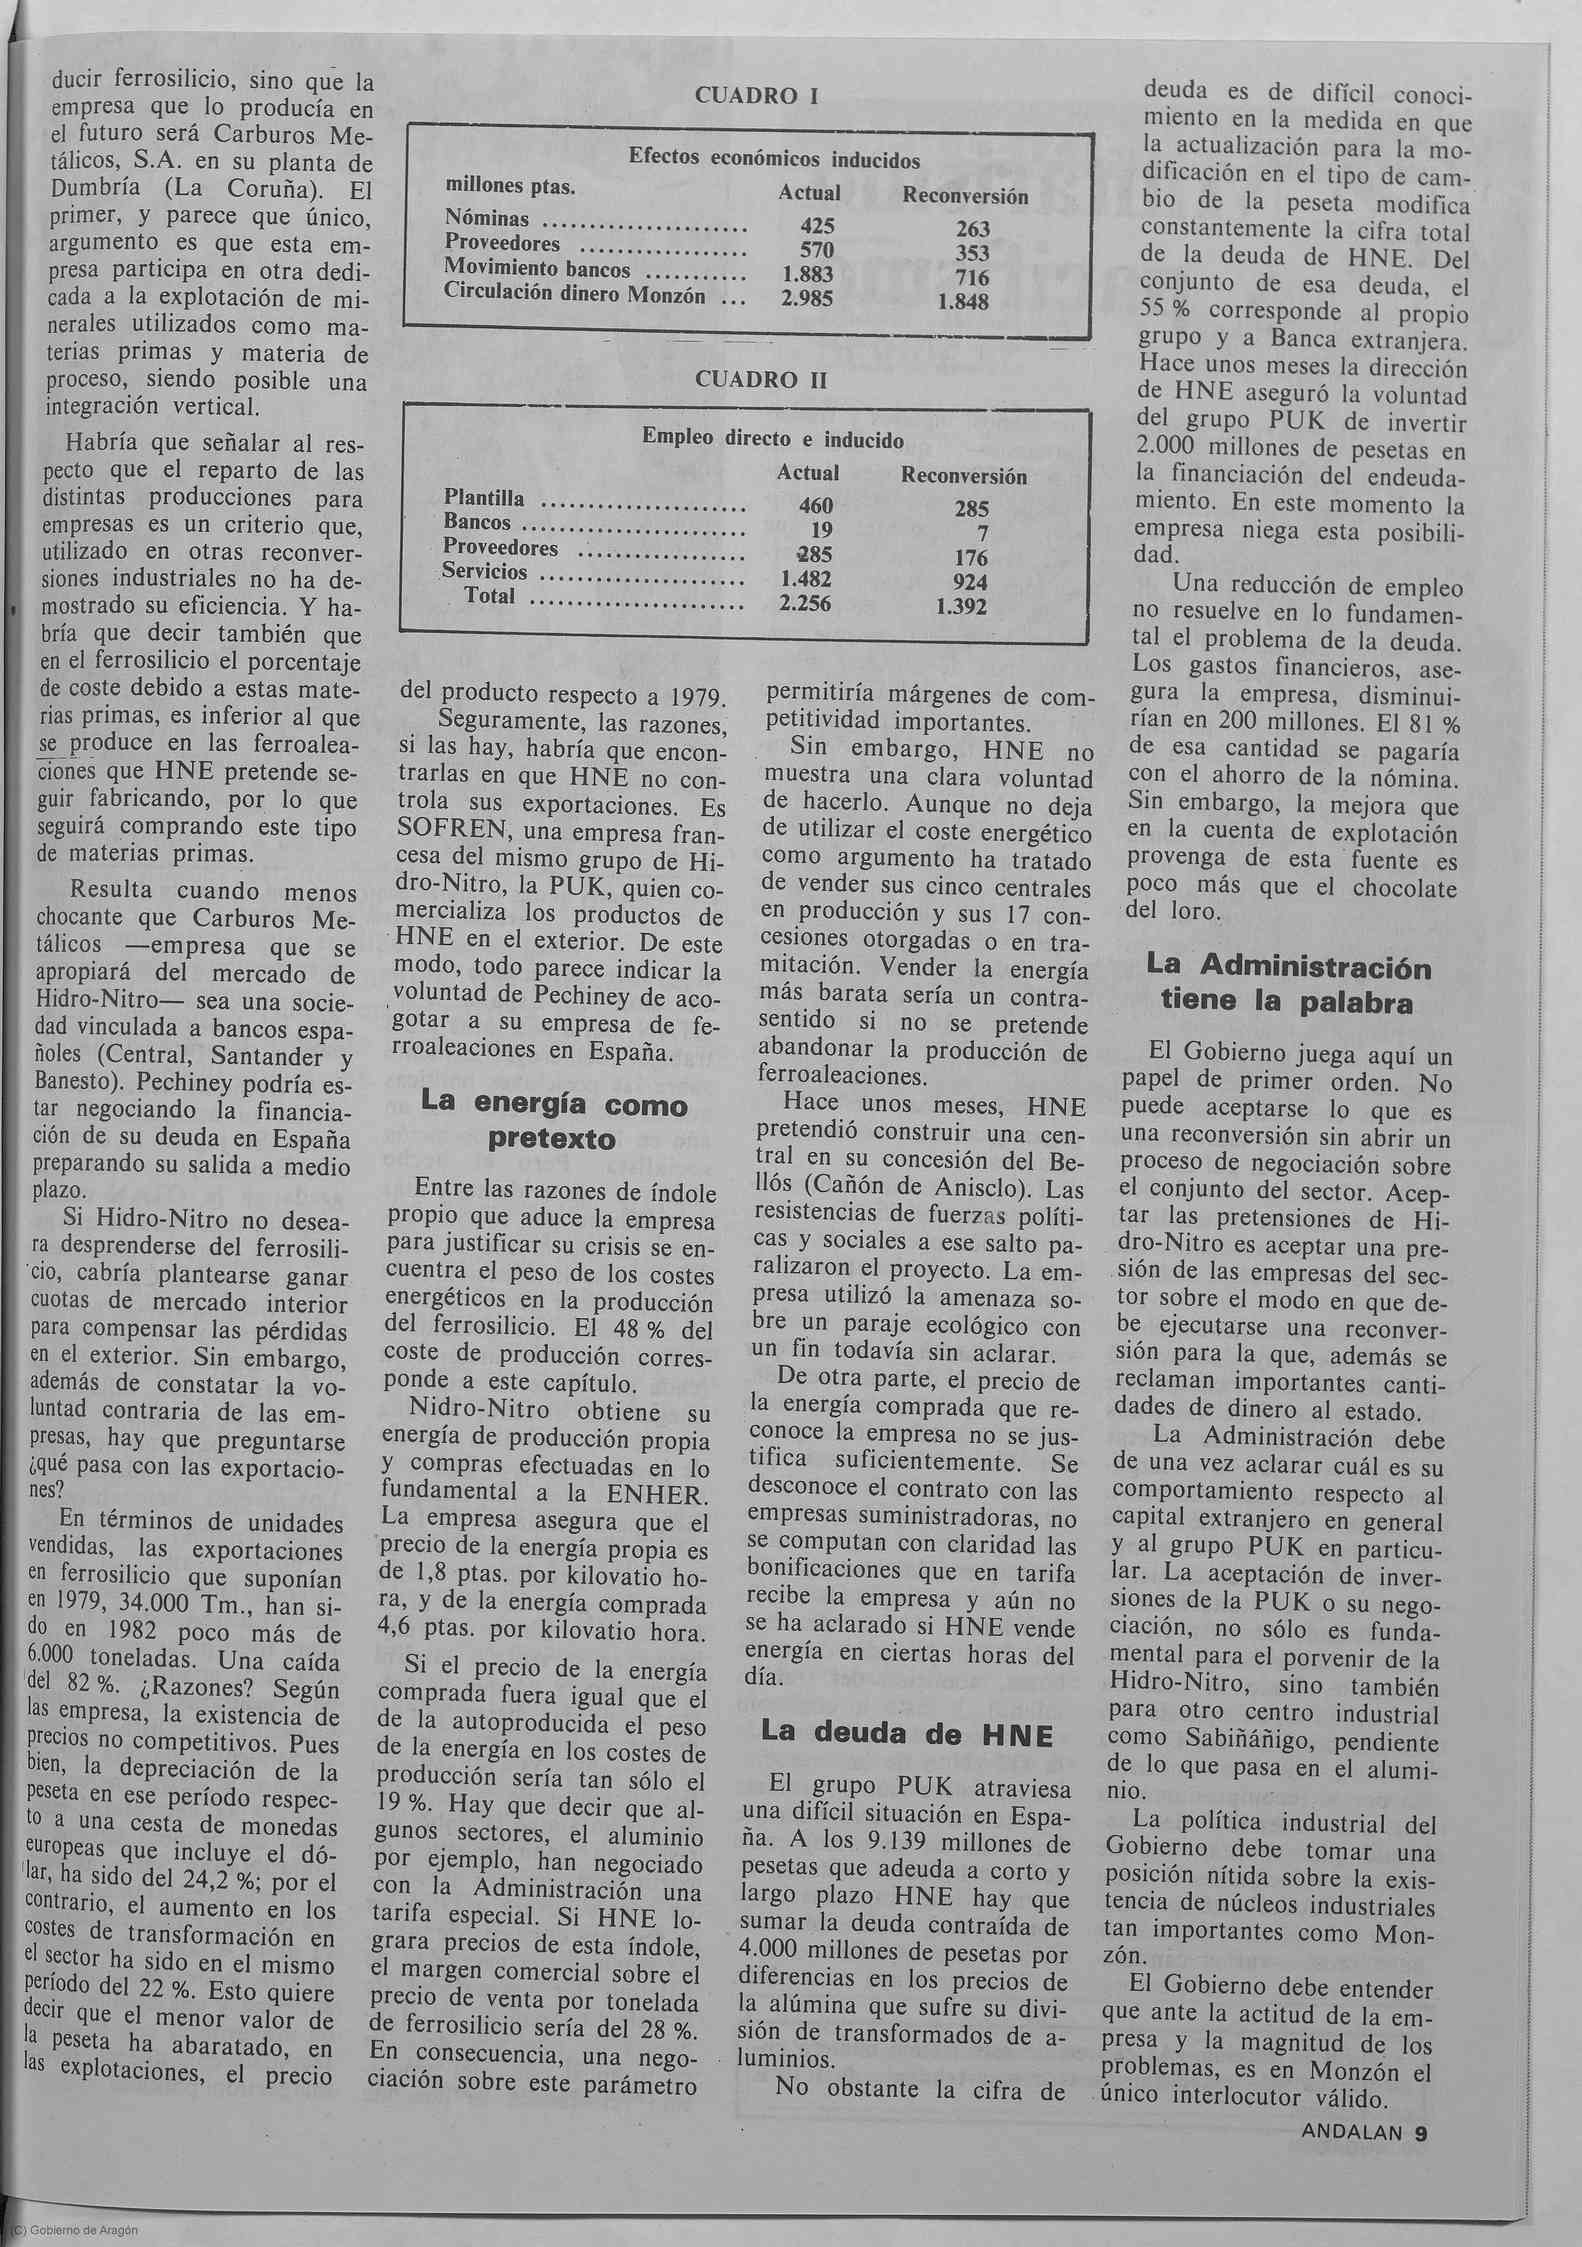 ducir ferrosilicio, sino que la
empresa que lo producía en
el futuro será Carburos Me-
tálicos, S.A. en su planta de
Dumbría (La Coruña). El
primer, y parece que único,
argumento es que esta em-
presa participa en otra dedi-
cada a la explotación de mi-
nerales utilizados como ma-
terias primas y materia de
proceso, siendo posible una
integración vertical.
Habría que señalar al res-
pecto que el reparto de las
distintas producciones para
empresas es un criterio que,
utilizado en otras reconver-
siones industriales no ha de-
mostrado su eficiencia. Y ha-
bría que decir también que
en el ferrosilicio el porcentaje
de coste debido a estas mate-
rias primas, es inferior al que
se produce en las ferroalea-
ciones que HNE pretende se-
guir fabricando, por lo que
seguirá comprando este tipo
de materias primas.
Resulta cuando menos
chocante que Carburos Me-
tálicos —empresa que se
apropiará del mercado de
Hidro-Nitro— sea una socie-
dad vinculada a bancos espa-
ñoles (Central, Santander y
Banesto). Pechiney podría es-
tar negociando la financia-
ción de su deuda en España
preparando su salida a medio
plazo.
Si Hidro-Nitro no desea-
ra desprenderse del ferrosili-
cio, cabría plantearse ganar
cuotas de mercado interior
para compensar las pérdidas
en el exterior. Sin embargo,
además de constatar la vo-
luntad contraria de las em-
presas, hay que preguntarse
¿qué pasa con las exportacio-
nes?
En términos de unidades
vendidas, las exportaciones
en ferrosilicio que suponían
en 1979, 34.000 Tm., han si-
do en 1982 poco más de
6.000 toneladas. Una caída
del 82 %. ¿Razones? Según
las empresa, la existencia de
precios no competitivos. Pues
bien, la depreciación de la
peseta en ese período respec-
to a una cesta de monedas
europeas que incluye el dó-
lar, ha sido del 24,2 %; por el
contrario, el aumento en los
costes de transformación en
el sector ha sido en el mismo
período del 22 %. Esto quiere
decir que el menor valor de
la peseta ha abaratado, en
las explotaciones, el precio
CUADRO I
Efectos económicos inducidos
millones ptas. Actual Reconversión
Nóminas ...................... 425 263
Proveedores .................. 570 353
Movimiento bancos ........... 1.883 716
Circulación dinero Monzón ... 2.985 1.848
CUADRO II
Empleo directo e inducido
Actual Reconversión
Plantilla ...................... 460 285
Bancos ........................ 19 7
Proveedores .................. 285 176
Servicios ...................... 1.482 924
Total ....................... 2.256 1.392
del producto respecto a 1979.
Seguramente, las razones,
si las hay, habría que encon-
trarlas en que HNE no con-
trola sus exportaciones. Es
SOFREN, una empresa fran-
cesa del mismo grupo de Hi-
dro-Nitro, la PUK, quien co-
mercializa los productos de
HNE en el exterior. De este
modo, todo parece indicar la
voluntad de Pechiney de aco-
gotar a su empresa de fe-
rroaleaciones en España.
La energía como
pretexto
Entre las razones de índole
propio que aduce la empresa
para justificar su crisis se en-
cuentra el peso de los costes
energéticos en la producción
del ferrosilicio. El 48 % del
coste de producción corres-
ponde a este capítulo.
Nidro-Nitro obtiene su
energía de producción propia
y compras efectuadas en lo
fundamental a la ENHER.
La empresa asegura que el
precio de la energía propia es
de 1,8 ptas. por kilovatio ho-
ra, y de la energía comprada
4,6 ptas. por kilovatio hora.
Si el precio de la energía
comprada fuera igual que el
de la autoproducida el peso
de la energía en los costes de
producción sería tan sólo el
19 %. Hay que decir que al-
gunos sectores, el aluminio
por ejemplo, han negociado
con la Administración una
tarifa especial. Si HNE lo-
grara precios de esta índole,
el margen comercial sobre el
precio de venta por tonelada
de ferrosilicio sería del 28 %.
En consecuencia, una nego-
ciación sobre este parámetro
permitiría márgenes de com-
petitividad importantes.
Sin embargo, HNE no
muestra una clara voluntad
de hacerlo. Aunque no deja
de utilizar el coste energético
como argumento ha tratado
de vender sus cinco centrales
en producción y sus 17 con-
cesiones otorgadas o en tra-
mitación. Vender la energía
más barata sería un contra-
sentido si no se pretende
abandonar la producción de
ferroaleaciones.
Hace unos meses, HNE
pretendió construir una cen-
tral en su concesión del Be-
llós (Cañón de Anisclo). Las
resistencias de fuerzas políti-
cas y sociales a ese salto pa-
ralizaron el proyecto. La em-
presa utilizó la amenaza so-
bre un paraje ecológico con
un fin todavía sin aclarar.
De otra parte, el precio de
la energía comprada que re-
conoce la empresa no se jus-
tifica suficientemente. Se
desconoce el contrato con las
empresas suministradoras, no
se computan con claridad las
bonificaciones que en tarifa
recibe la empresa y aún no
se ha aclarado si HNE vende
energía en ciertas horas del
día.
La deuda de HNE
El grupo PUK atraviesa
una difícil situación en Espa-
ña. A los 9.139 millones de
pesetas que adeuda a corto y
largo plazo HNE hay que
sumar la deuda contraída de
4.000 millones de pesetas por
diferencias en los precios de
la alúmina que sufre su divi-
sión de transformados de a-
luminios.
No obstante la cifra de
deuda es de difícil conoci-
miento en la medida en que
la actualización para la mo-
dificación en el tipo de cam-
bio de la peseta modifica
constantemente la cifra total
de la deuda de HNE. Del
conjunto de esa deuda, el
55 % corresponde al propio
grupo y a Banca extranjera.
Hace unos meses la dirección
de HNE aseguró la voluntad
del grupo PUK de invertir
2.000 millones de pesetas en
la financiación del endeuda-
miento. En este momento la
empresa niega esta posibili-
dad.
Una reducción de empleo
no resuelve en lo fundamen-
tal el problema de la deuda.
Los gastos financieros, ase-
gura la empresa, disminui-
rían en 200 millones. El 81 %
de esa cantidad se pagaría
con el ahorro de la nómina.
Sin embargo, la mejora que
en la cuenta de explotación
provenga de esta fuente es
poco más que el chocolate
del loro.
La Administración
tiene la palabra
El Gobierno juega aquí un
papel de primer orden. No
puede aceptarse lo que es
una reconversión sin abrir un
proceso de negociación sobre
el conjunto del sector. Acep-
tar las pretensiones de Hi-
dro-Nitro es aceptar una pre-
sión de las empresas del sec-
tor sobre el modo en que de-
be ejecutarse una reconver-
sión para la que, además se
reclaman importantes canti-
dades de dinero al estado.
La Administración debe
de una vez aclarar cuál es su
comportamiento respecto al
capital extranjero en general
y al grupo PUK en particu-
lar. La aceptación de inver-
siones de la PUK o su nego-
ciación, no sólo es funda-
mental para el porvenir de la
Hidro-Nitro, sino también
para otro centro industrial
como Sabiñáñigo, pendiente
de lo que pasa en el alumi-
nio.
La política industrial del
Gobierno debe tomar una
posición nítida sobre la exis-
tencia de núcleos industriales
tan importantes como Mon-
zón.
El Gobierno debe entender
que ante la actitud de la em-
presa y la magnitud de los
problemas, es en Monzón el
único interlocutor válido.
ANDALAN 9
(C) Gobierno de Aragón